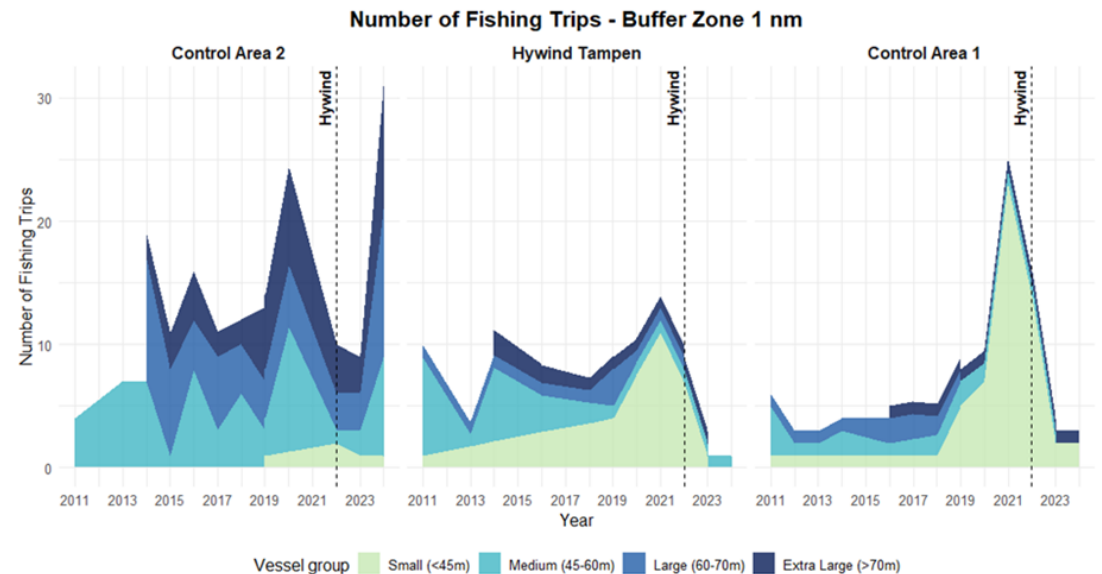 Number of Fishing Trips - Buffer Zone 1 nm
Control Area 2
Hywind Tampen
Control Area 1
Number of Fishing Trips
30
20
10
0
Hywind
Hywind
Hywind
2011 2013 2015 2017 2019 2021 2023
2011 2013 2015 2017 2019 2021 2023
2011 2013 2015 2017 2019 2021 2023
Year
Vessel group Small (<45m) Medium (45-60m) Large (60-70m) Extra Large (>70m)